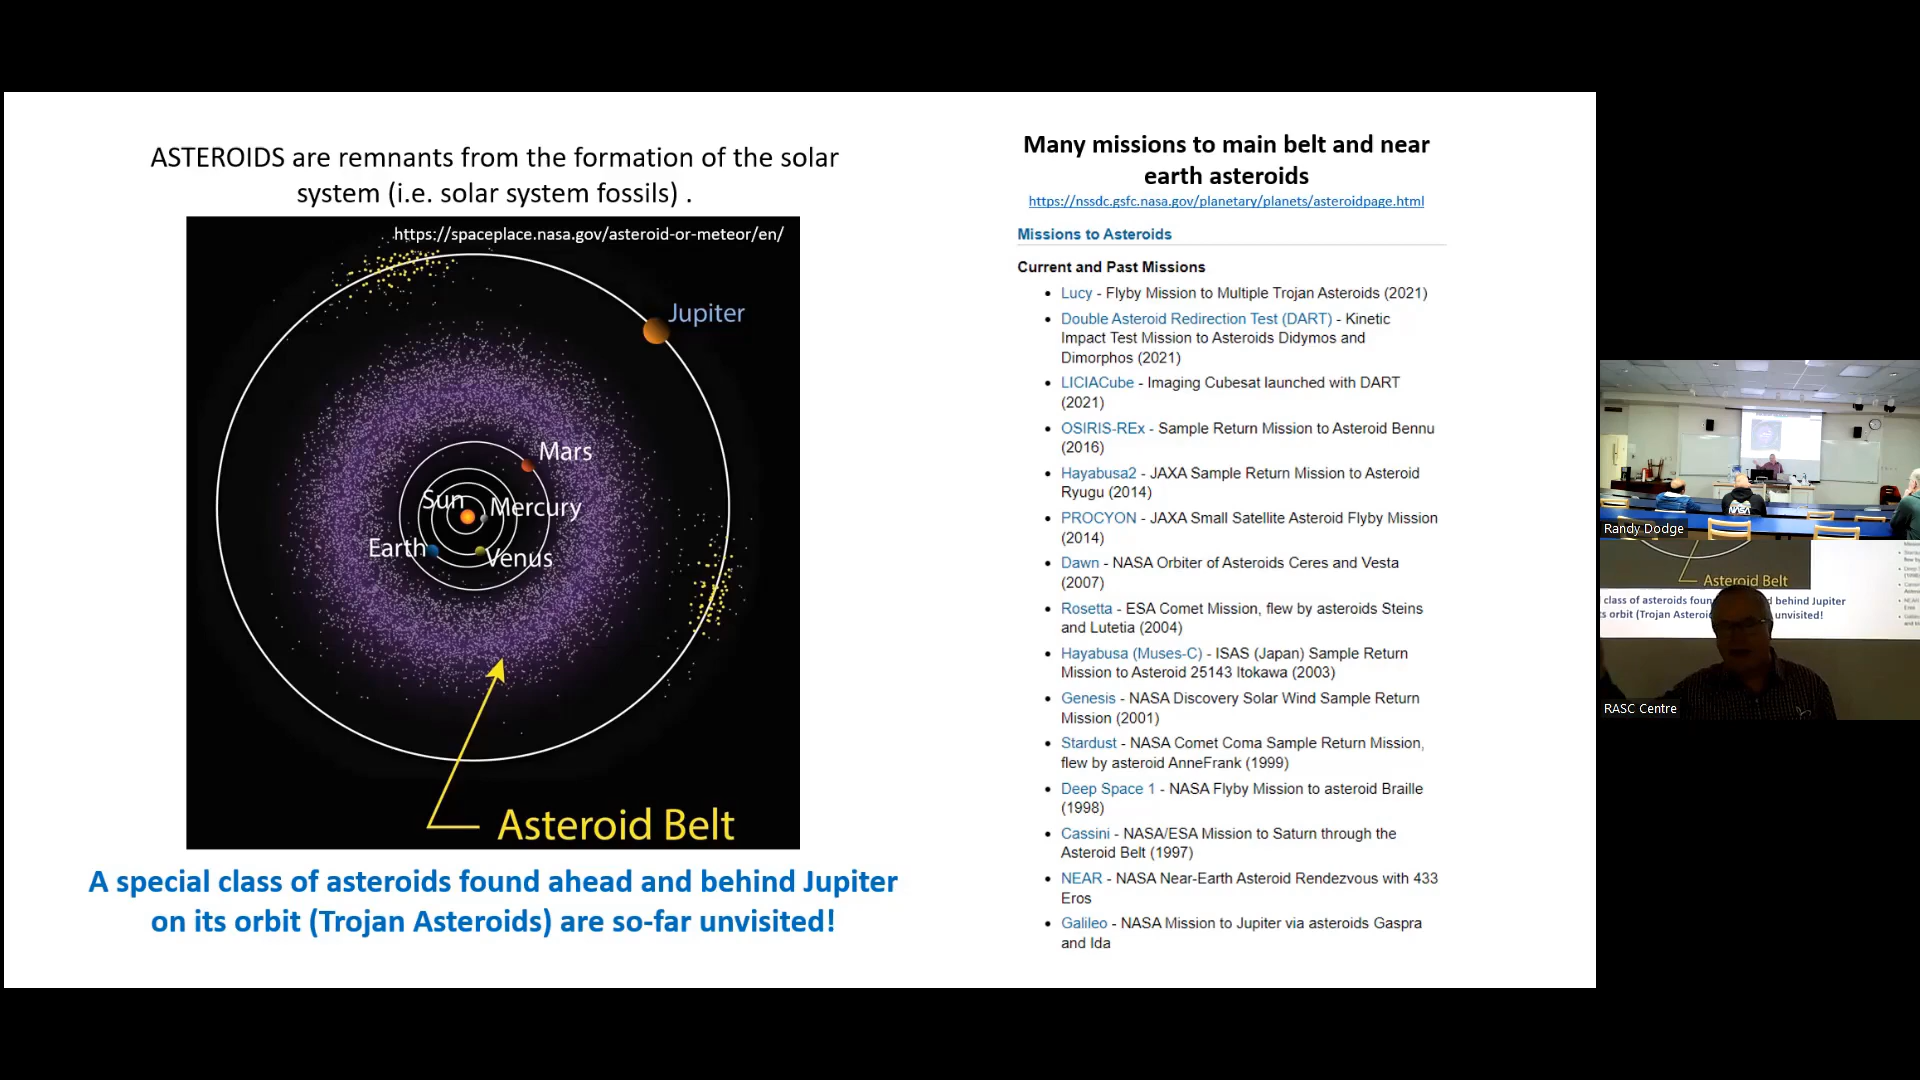 ASTEROIDS are remnants from the formation of the solar
system (i.e. solar system fossils) .
https://spaceplace.nasa.gov/asteroid-or-meteor/en/
Jupiter
Mars
Sun
Mercury
Earth
Venus
Asteroid Belt
A special class of asteroids found ahead and behind Jupiter
on its orbit (Trojan Asteroids) are so-far unvisited!
Many missions to main belt and near
earth asteroids
https://nssdc.gsfc.nasa.gov/planetary/planets/asteroidpage.html
Missions to Asteroids
Current and Past Missions
• Lucy - Flyby Mission to Multiple Trojan Asteroids (2021)
• Double Asteroid Redirection Test (DART) - Kinetic
Impact Test Mission to Asteroids Didymos and
Dimorphos (2021)
• LICIACube - Imaging Cubesat launched with DART
(2021)
• OSIRIS-REx - Sample Return Mission to Asteroid Bennu
(2016)
• Hayabusa2 - JAXA Sample Return Mission to Asteroid
Ryugu (2014)
• PROCYON - JAXA Small Satellite Asteroid Flyby Mission
(2014)
• Dawn - NASA Orbiter of Asteroids Ceres and Vesta
(2007)
• Rosetta - ESA Comet Mission, flew by asteroids Steins
and Lutetia (2004)
• Hayabusa (Muses-C) - ISAS (Japan) Sample Return
Mission to Asteroid 25143 Itokawa (2003)
• Genesis - NASA Discovery Solar Wind Sample Return
Mission (2001)
• Stardust - NASA Comet Coma Sample Return Mission,
flew by asteroid AnneFrank (1999)
• Deep Space 1 - NASA Flyby Mission to asteroid Braille
(1998)
• Cassini - NASA/ESA Mission to Saturn through the
Asteroid Belt (1997)
• NEAR - NASA Near-Earth Asteroid Rendezvous with 433
Eros
• Galileo - NASA Mission to Jupiter via asteroids Gaspra
and Ida
NASA
Randy Dodge
Asteroid Belt
class of asteroids foun d behind Jupiter
s orbit (Trojan Asteroi unvisited!
RASC Centre